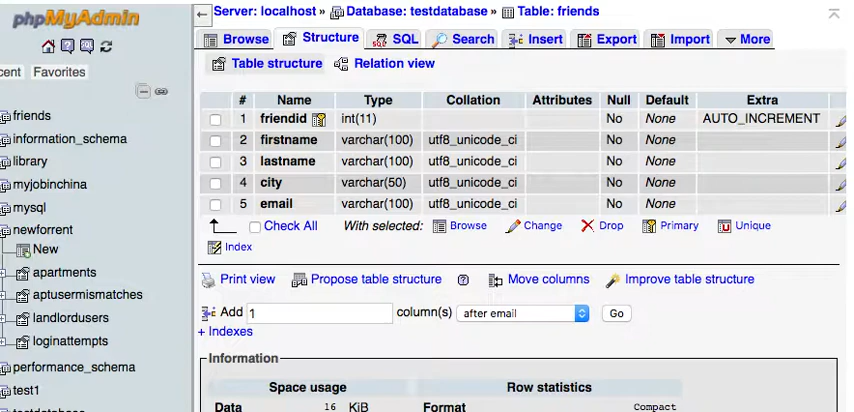 phpMyAdmin
cent Favorites
friends
information_schema
library
myjobinchina
mysql
newforrent
New
apartments
aptusermismatches
landlordusers
loginattempts
performance_schema
test1
testdatabase
Server: localhost » Database: testdatabase » Table: friends
Browse Structure SQL Search Insert Export Import More
Table structure Relation view
# Name Type Collation Attributes Null Default Extra
1 friendid int(11) No None AUTO_INCREMENT
2 firstname varchar(100) utf8_unicode_ci No None
3 lastname varchar(100) utf8_unicode_ci No None
4 city varchar(50) utf8_unicode_ci No None
5 email varchar(100) utf8_unicode_ci No None
Check All With selected: Browse Change Drop Primary Unique
Index
Print view Propose table structure Move columns Improve table structure
Add 1 column(s) after email Go
+ Indexes
Information
Space usage Row statistics
Data 16 KiB Format Compact